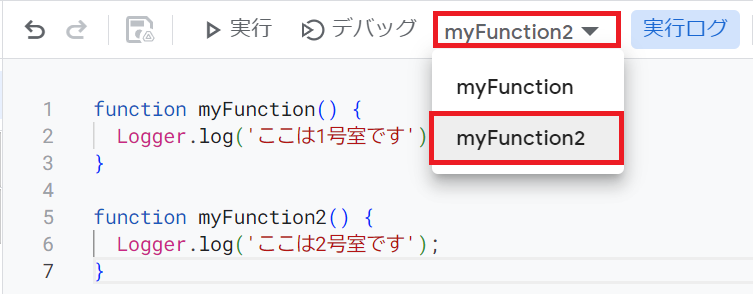 実行 デバッグ myFunction2 実行ログ
myFunction
myFunction2
1 function myFunction() {
2 Logger.log('ここは1号室です')
3 }
4
5 function myFunction2() {
6 Logger.log('ここは2号室です');
7 }